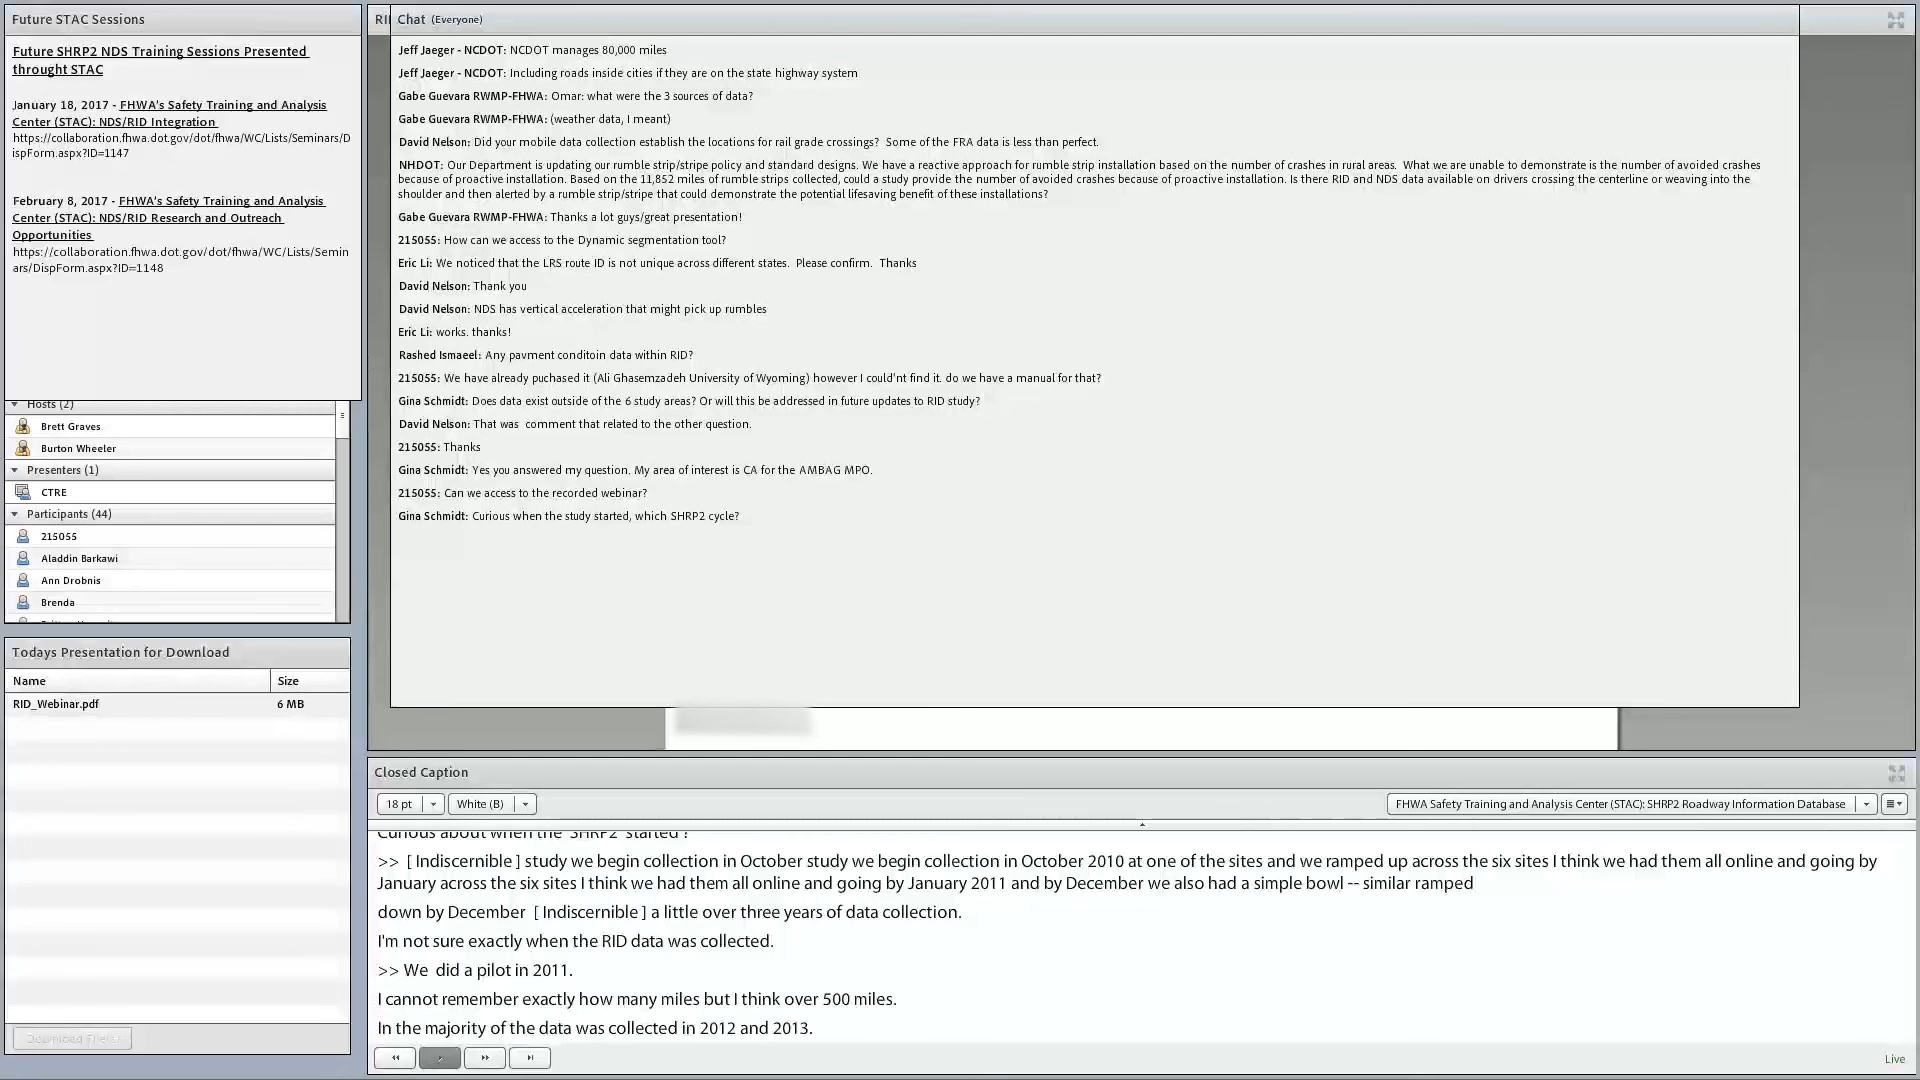 Future STAC Sessions
Future SHRP2 NDS Training Sessions Presented
throught STAC
January 18, 2017 - FHWA's Safety Training and Analysis
Center (STAC): NDS/RID Integration
https://collaboration.fhwa.dot.gov/dot/fhwa/WC/Lists/Seminars/D
ispForm.aspx?ID=1147
February 8, 2017 - FHWA's Safety Training and Analysis
Center (STAC): NDS/RID Research and Outreach
Opportunities
https://collaboration.fhwa.dot.gov/dot/fhwa/WC/Lists/Semin
ars/DispForm.aspx?ID=1148
Hosts (2)
Brett Graves
Burton Wheeler
Presenters (1)
CTRE
Participants (44)
215055
Aladdin Barkawi
Ann Drobnis
Brenda
Todays Presentation for Download
Name Size
RID_Webinar.pdf 6 MB
Chat (Everyone)
Jeff Jaeger - NCDOT: NCDOT manages 80,000 miles
Jeff Jaeger - NCDOT: Including roads inside cities if they are on the state highway system
Gabe Guevara RWMP-FHWA: Omar: what were the 3 sources of data?
Gabe Guevara RWMP-FHWA: (weather data, I meant)
David Nelson: Did your mobile data collection establish the locations for rail grade crossings?  Some of the FRA data is less than perfect.
NHDOT: Our Department is updating our rumble strip/stripe policy and standard designs. We have a reactive approach for rumble strip installation based on the number of crashes in rural areas.  What we are unable to demonstrate is the number of avoided crashes
because of proactive installation. Based on the 11,852 miles of rumble strips collected, could a study provide the number of avoided crashes because of proactive installation. Is there RID and NDS data available on drivers crossing the centerline or weaving into the
shoulder and then alerted by a rumble strip/stripe that could demonstrate the potential lifesaving benefit of these installations?
Gabe Guevara RWMP-FHWA: Thanks a lot guys/great presentation!
215055: How can we access to the Dynamic segmentation tool?
Eric Li: We noticed that the LRS route ID is not unique across different states.  Please confirm.  Thanks
David Nelson: Thank you
David Nelson: NDS has vertical acceleration that might pick up rumbles
Eric Li: works. thanks!
Rashed Ismaeel: Any pavment conditoin data within RID?
215055: We have already puchased it (Ali Ghasemzadeh University of Wyoming) however I could'nt find it. do we have a manual for that?
Gina Schmidt: Does data exist outside of the 6 study areas? Or will this be addressed in future updates to RID study?
David Nelson: That was  comment that related to the other question.
215055: Thanks
Gina Schmidt: Yes you answered my question. My area of interest is CA for the AMBAG MPO.
215055: Can we access to the recorded webinar?
Gina Schmidt: Curious when the study started, which SHRP2 cycle?
Closed Caption
18 pt White (B) FHWA Safety Training and Analysis Center (STAC): SHRP2 Roadway Information Database
Curious about when the  SHRP2  started ?
>>  [ Indiscernible ] study we begin collection in October study we begin collection in October 2010 at one of the sites and we ramped up across the six sites I think we had them all online and going by
January across the six sites I think we had them all online and going by January 2011 and by December we also had a simple bowl -- similar ramped
down by December  [ Indiscernible ] a little over three years of data collection.
I'm not sure exactly when the RID data was collected.
>> We  did a pilot in 2011.
I cannot remember exactly how many miles but I think over 500 miles.
In the majority of the data was collected in 2012 and 2013.
Live